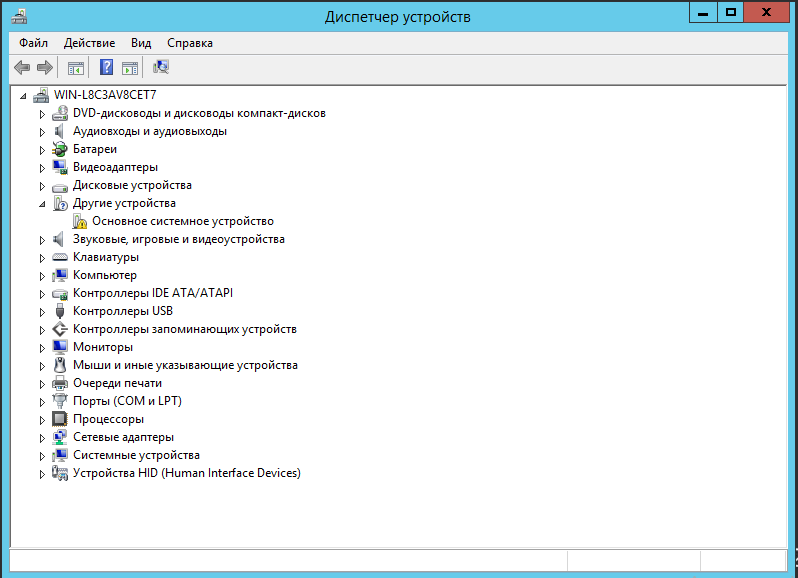 Диспетчер устройств
Файл Действие Вид Справка
WIN-L8C3AV8CET7
DVD-дисководы и дисководы компакт-дисков
Аудиовходы и аудиовыходы
Батареи
Видеоадаптеры
Дисковые устройства
Другие устройства
Основное системное устройство
Звуковые, игровые и видеоустройства
Клавиатуры
Компьютер
Контроллеры IDE ATA/ATAPI
Контроллеры USB
Контроллеры запоминающих устройств
Мониторы
Мыши и иные указывающие устройства
Очереди печати
Порты (COM и LPT)
Процессоры
Сетевые адаптеры
Системные устройства
Устройства HID (Human Interface Devices)